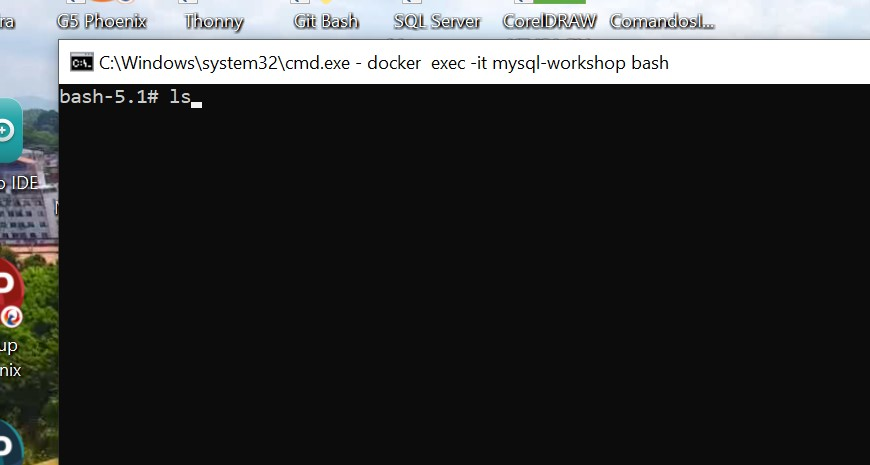 ra G5 Phoenix Thonny Git Bash SQL Server CorelDRAW ComandosI...
C:\Windows\system32\cmd.exe - docker  exec -it mysql-workshop bash
bash-5.1# ls
o IDE
up
nix